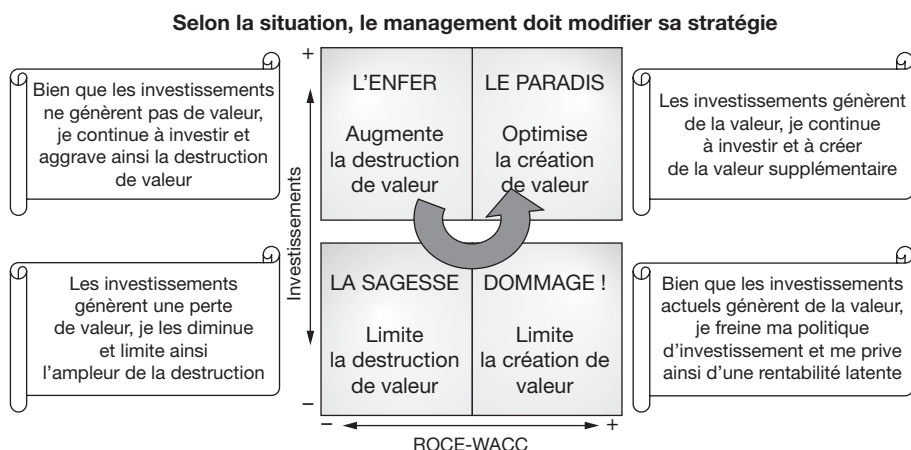 Selon la situation, le management doit modifier sa stratégie
Bien que les investissements
ne génèrent pas de valeur,
je continue à investir et
aggrave ainsi la destruction
de valeur
+
Investissements
–
L'ENFER
Augmente
la destruction
de valeur
LE PARADIS
Optimise
la création
de valeur
Les investissements génèrent
de la valeur, je continue
à investir et à créer
de la valeur supplémentaire
Les investissements
génèrent une perte
de valeur, je les diminue
et limite ainsi
l'ampleur de la destruction
LA SAGESSE
Limite
la destruction
de valeur
DOMMAGE !
Limite
la création de
valeur
Bien que les investissements
actuels génèrent de la valeur,
je freine ma politique
d'investissement et me prive
ainsi d'une rentabilité latente
– +
ROCE-WACC